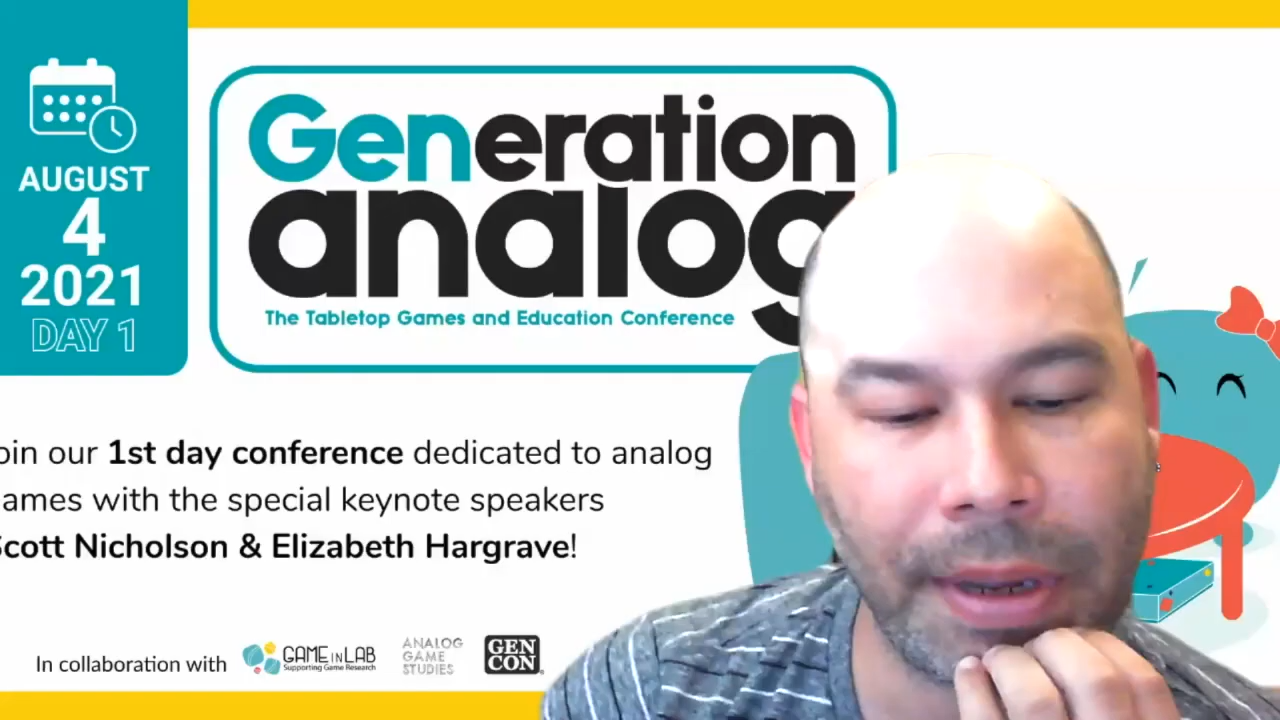 AUGUST
4
2021
DAY 1
Generation
analog
The Tabletop Games and Education Conference
oin our 1st day conference dedicated to analog
ames with the special keynote speakers
Scott Nicholson & Elizabeth Hargrave!
In collaboration with
GAME IN LAB
Supporting Game Research
ANALOG
GAME
STUDIES
GEN
CON